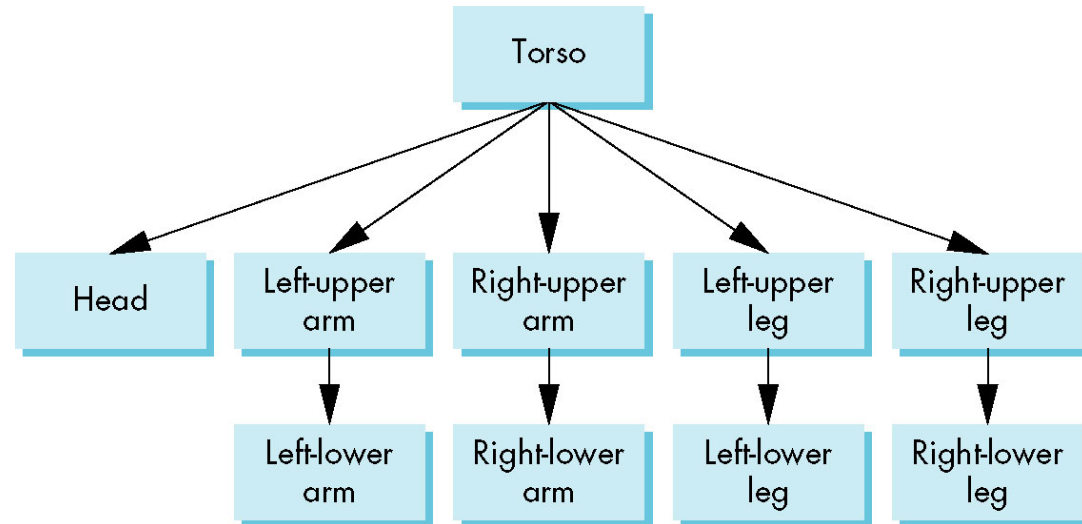 Torso
Head
Left-upper
arm
Right-upper
arm
Left-upper
leg
Right-upper
leg
Left-lower
arm
Right-lower
arm
Left-lower
leg
Right-lower
leg